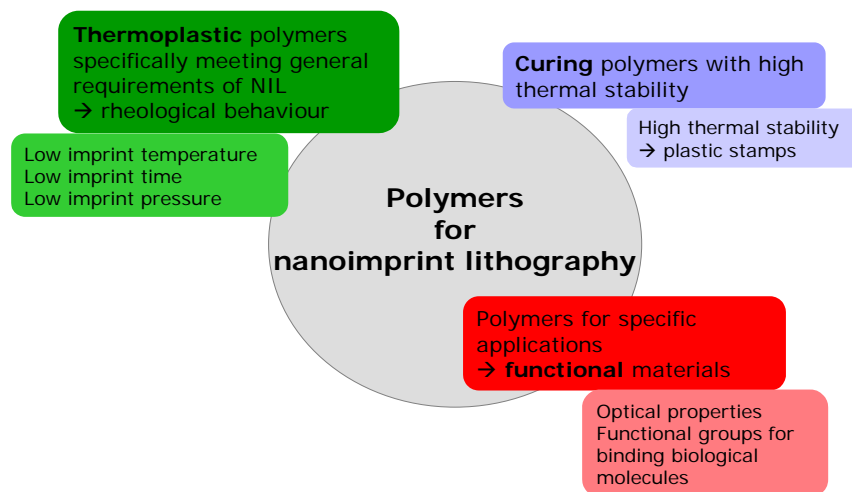 Thermoplastic polymers
specifically meeting general
requirements of NIL
→ rheological behaviour
Low imprint temperature
Low imprint time
Low imprint pressure
Curing polymers with high
thermal stability
High thermal stability
→ plastic stamps
Polymers
for
nanoimprint lithography
Polymers for specific
applications
→ functional materials
Optical properties
Functional groups for
binding biological
molecules